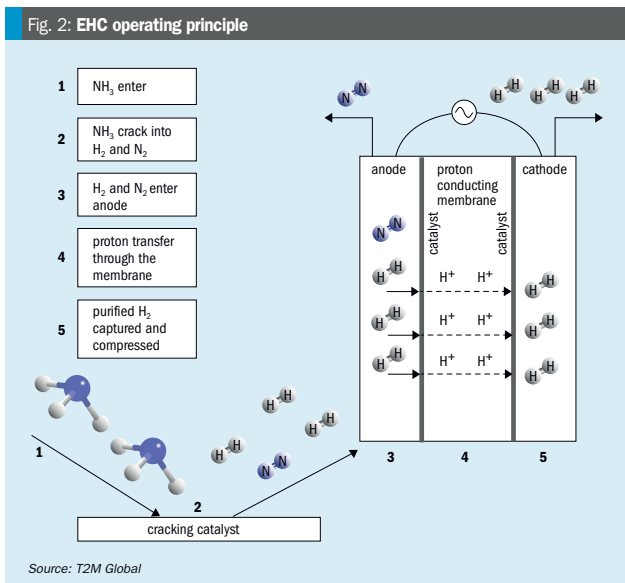 Fig. 2: EHC operating principle
1
NH₃ enter
2
NH₃ crack into
H₂ and N₂
3
H₂ and N₂ enter
anode
4
proton transfer
through the
membrane
5
purified H₂
captured and
compressed
N N
H H
H H
H H
anode
proton
conducting
membrane
cathode
catalyst
catalyst
N N
H H
H⁺ H⁺
H H
H H
H⁺ H⁺
H H
H H
H⁺ H⁺
H H
H H
H H
H H
N N
1
2
3
4
5
cracking catalyst
Source: T2M Global